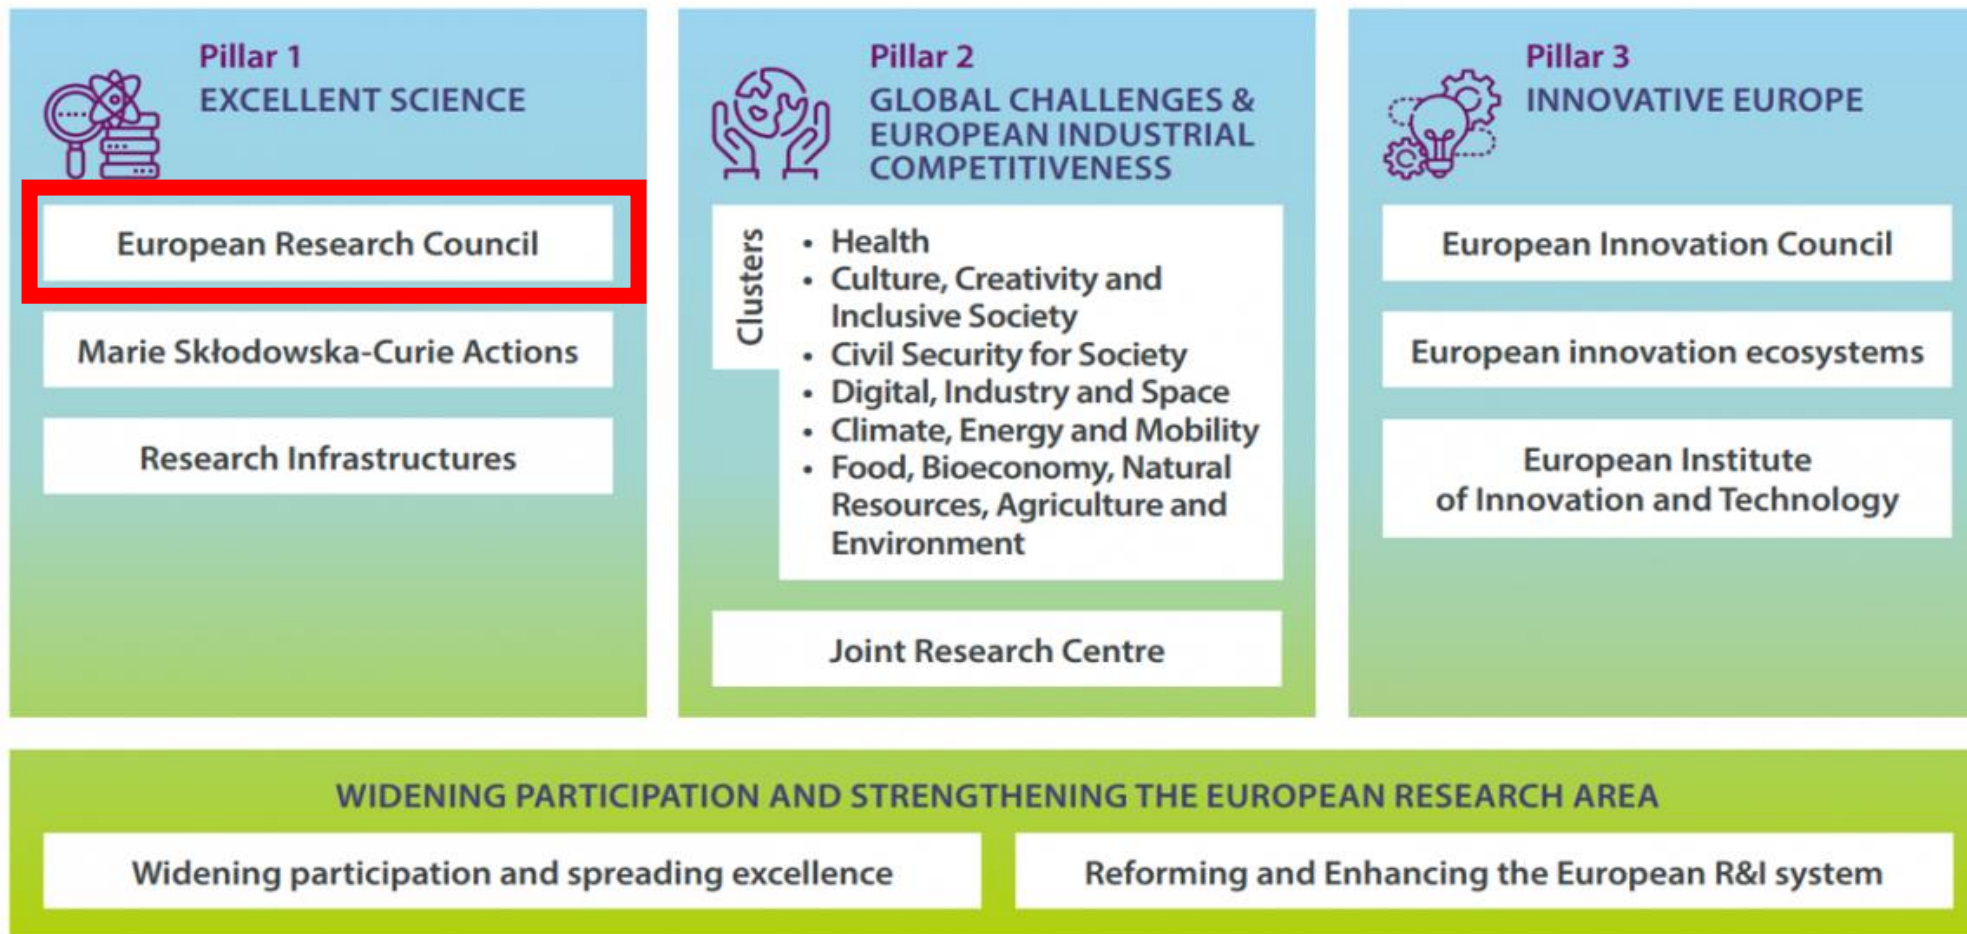 Pillar 1
EXCELLENT SCIENCE
European Research Council
Marie Skłodowska-Curie Actions
Research Infrastructures
Pillar 2
GLOBAL CHALLENGES &
EUROPEAN INDUSTRIAL
COMPETITIVENESS
Clusters
• Health
• Culture, Creativity and
Inclusive Society
• Civil Security for Society
• Digital, Industry and Space
• Climate, Energy and Mobility
• Food, Bioeconomy, Natural
Resources, Agriculture and
Environment
Joint Research Centre
Pillar 3
INNOVATIVE EUROPE
European Innovation Council
European innovation ecosystems
European Institute
of Innovation and Technology
WIDENING PARTICIPATION AND STRENGTHENING THE EUROPEAN RESEARCH AREA
Widening participation and spreading excellence
Reforming and Enhancing the European R&I system